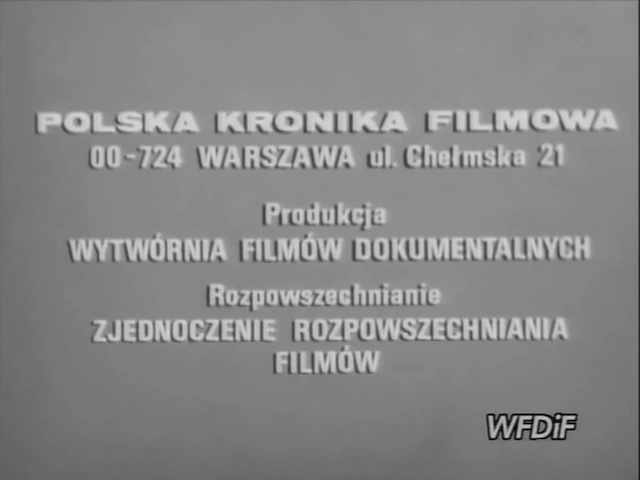 POLSKA KRONIKA FILMOWA
00-724 WARSZAWA ul. Chełmska 21
Produkcja
WYTWÓRNIA FILMÓW DOKUMENTALNYCH
Rozpowszechnianie
ZJEDNOCZENIE ROZPOWSZECHNIANIA
FILMÓW
WFDiF